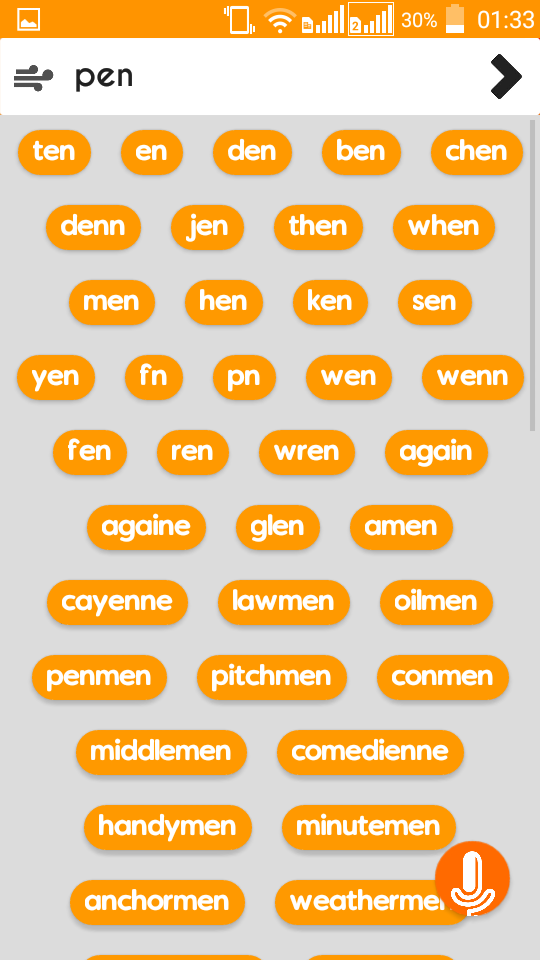 2 30% 01:33
pen
ten en den ben chen
denn jen then when
men hen ken sen
yen fn pn wen wenn
fen ren wren again
againe glen amen
cayenne lawmen oilmen
penmen pitchmen conmen
middlemen comedienne
handymen minutemen
anchormen weathermen